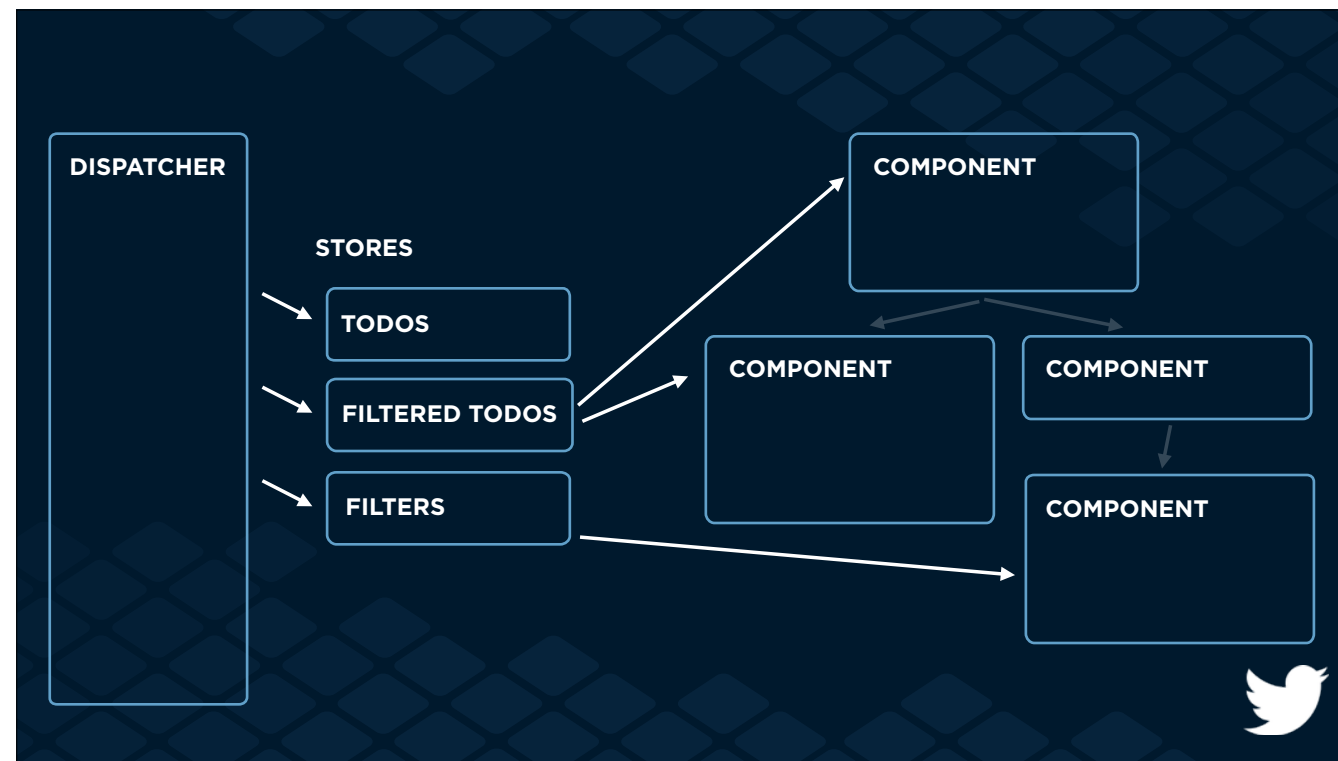 DISPATCHER
STORES
TODOS
FILTERED TODOS
FILTERS
COMPONENT
COMPONENT
COMPONENT
COMPONENT